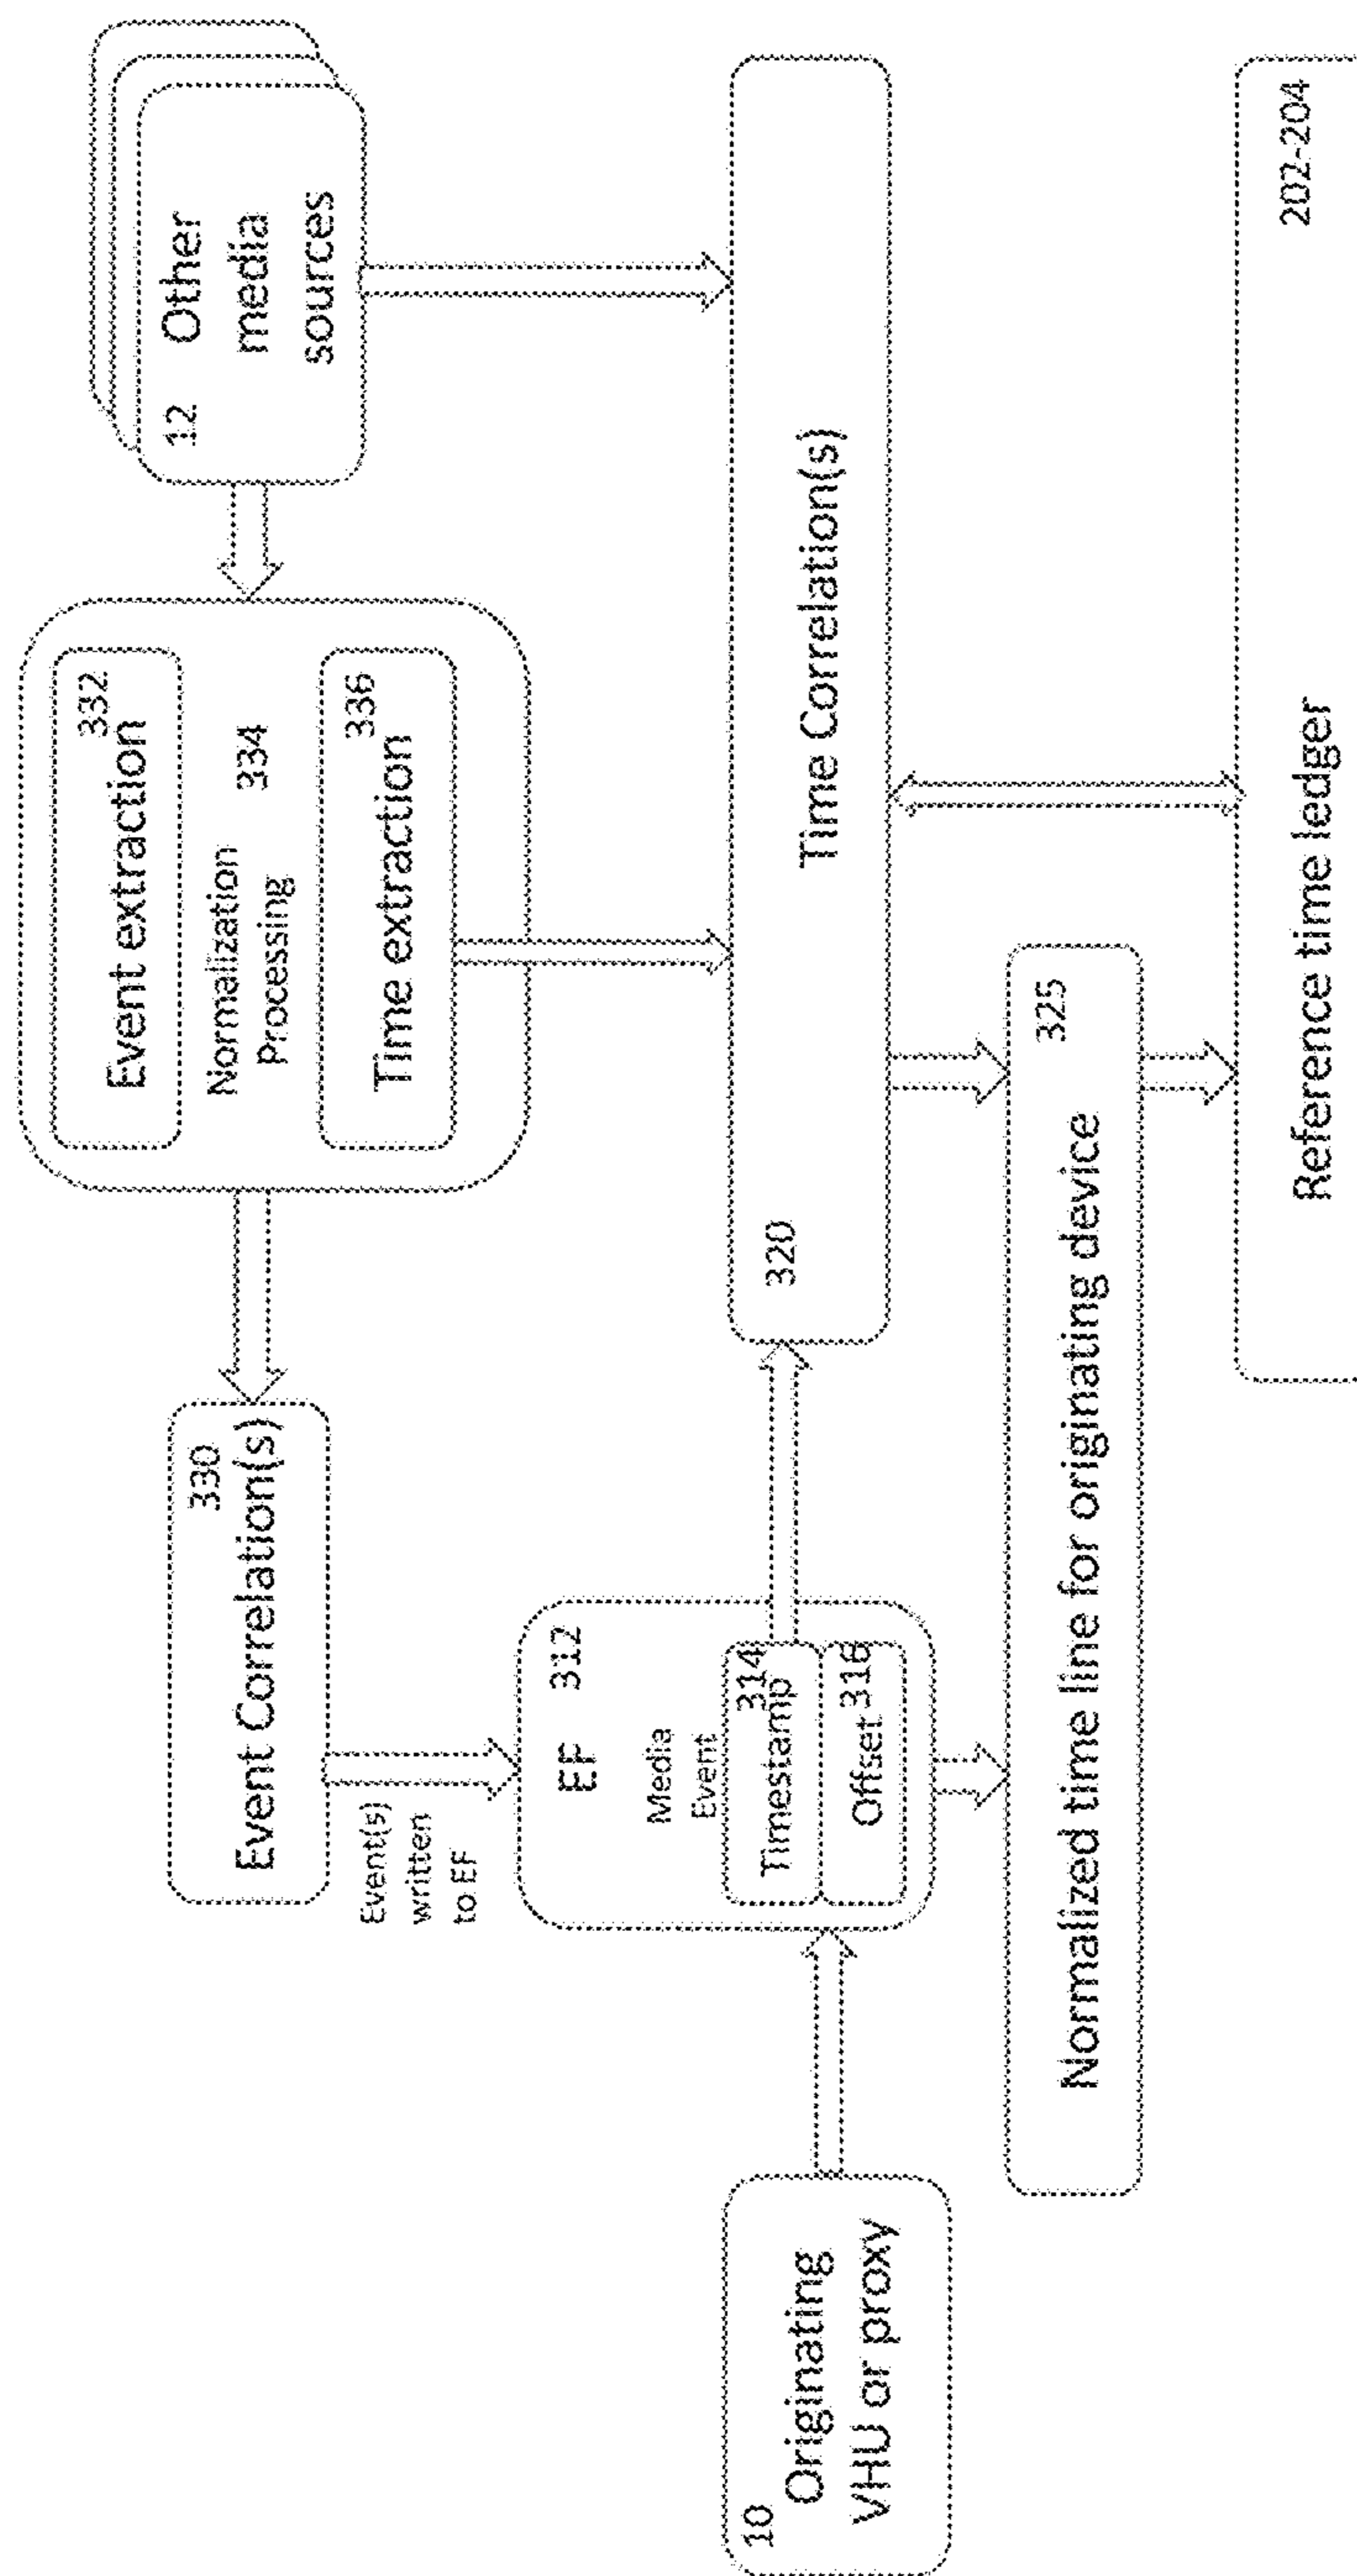 12 Other
media
sources
332
Event extraction
Normalization 334
Processing
336
Time extraction
330
Event Correlation(s)
Event(s)
written
to EF
EF 312
Media
Event
314
Timestamp
Offset 316
10
Originating
VHU or proxy
320
Time Correlation(s)
325
Normalized time line for originating device
202-204
Reference time ledger